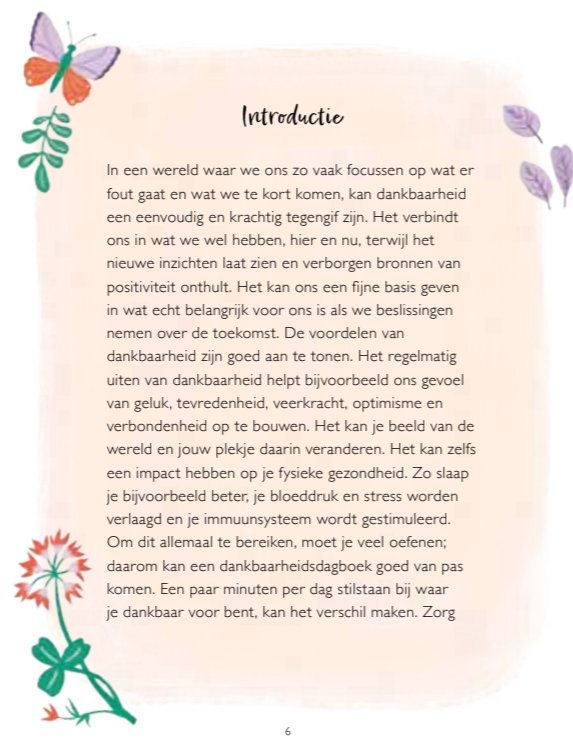 Introductie
In een wereld waar we ons zo vaak focussen op wat er
fout gaat en wat we te kort komen, kan dankbaarheid
een eenvoudig en krachtig tegengif zijn. Het verbindt
ons in wat we wel hebben, hier en nu, terwijl het
nieuwe inzichten laat zien en verborgen bronnen van
positiviteit onthult. Het kan ons een fijne basis geven
in wat echt belangrijk voor ons is als we beslissingen
nemen over de toekomst. De voordelen van
dankbaarheid zijn goed aan te tonen. Het regelmatig
uiten van dankbaarheid helpt bijvoorbeeld ons gevoel
van geluk, tevredenheid, veerkracht, optimisme en
verbondenheid op te bouwen. Het kan je beeld van de
wereld en jouw plekje daarin veranderen. Het kan zelfs
een impact hebben op je fysieke gezondheid. Zo slaap
je bijvoorbeeld beter, je bloeddruk en stress worden
verlaagd en je immuunsysteem wordt gestimuleerd.
Om dit allemaal te bereiken, moet je veel oefenen;
daarom kan een dankbaarheidsdagboek goed van pas
komen. Een paar minuten per dag stilstaan bij waar
je dankbaar voor bent, kan het verschil maken. Zorg
6